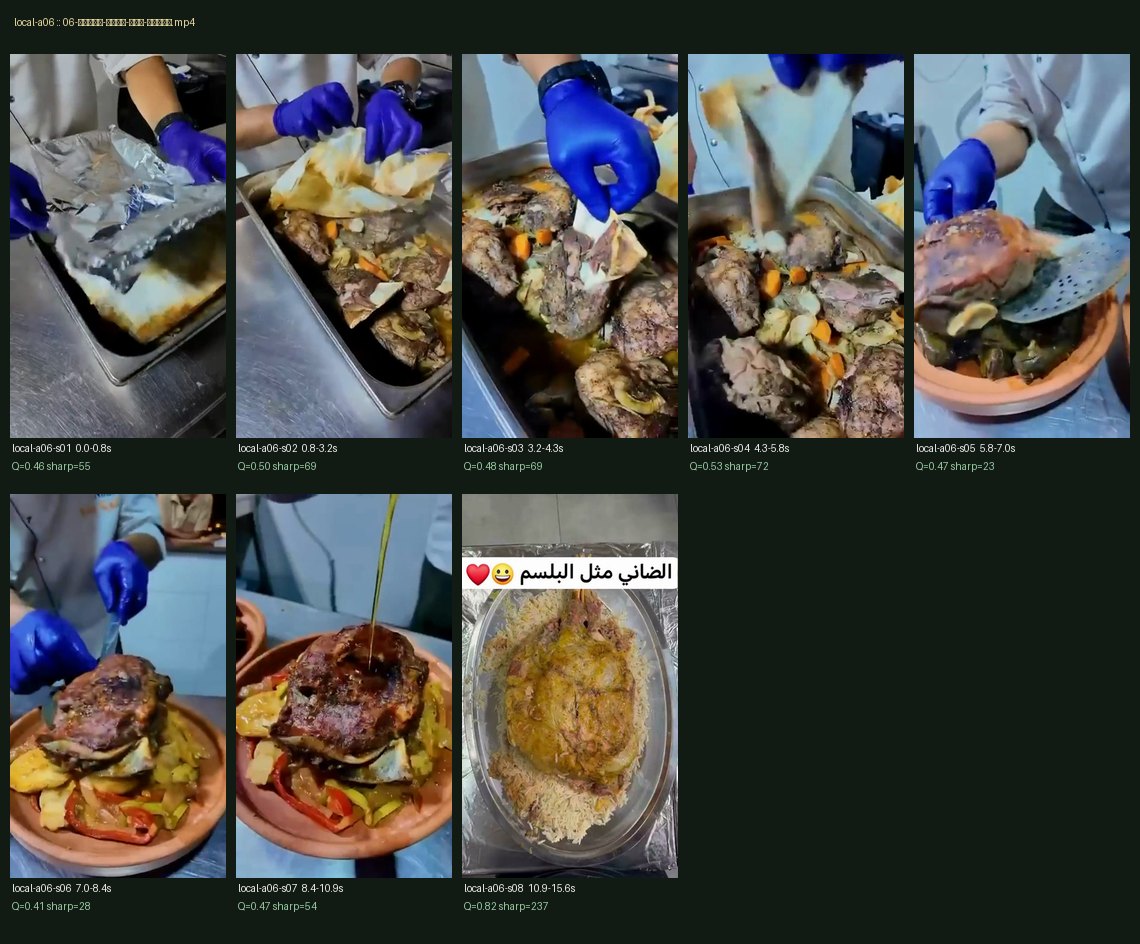 local-a06 :: 06-
.mp4
local-a06-s01 0.0-0.8s
Q=0.46 sharp=55
local-a06-s02 0.8-3.2s
Q=0.50 sharp=69
local-a06-s03 3.2-4.3s
Q=0.48 sharp=69
local-a06-s04 4.3-5.8s
Q=0.53 sharp=72
local-a06-s05 5.8-7.0s
Q=0.47 sharp=23
local-a06-s06 7.0-8.4s
Q=0.41 sharp=28
local-a06-s07 8.4-10.9s
Q=0.47 sharp=54
الضاني مثل البلسم 😀❤️
local-a06-s08 10.9-15.6s
Q=0.82 sharp=237